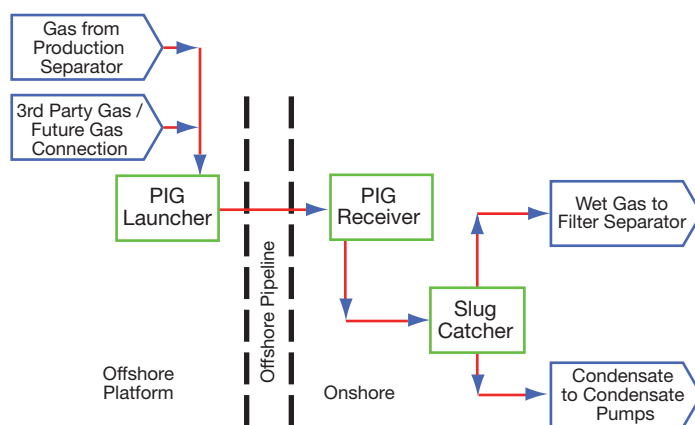 Gas from
Production
Separator
3rd Party Gas /
Future Gas
Connection
PIG
Launcher
PIG
Receiver
Wet Gas to
Filter Separator
Slug
Catcher
Offshore Pipeline
Offshore
Platform
Onshore
Condensate
to Condensate
Pumps